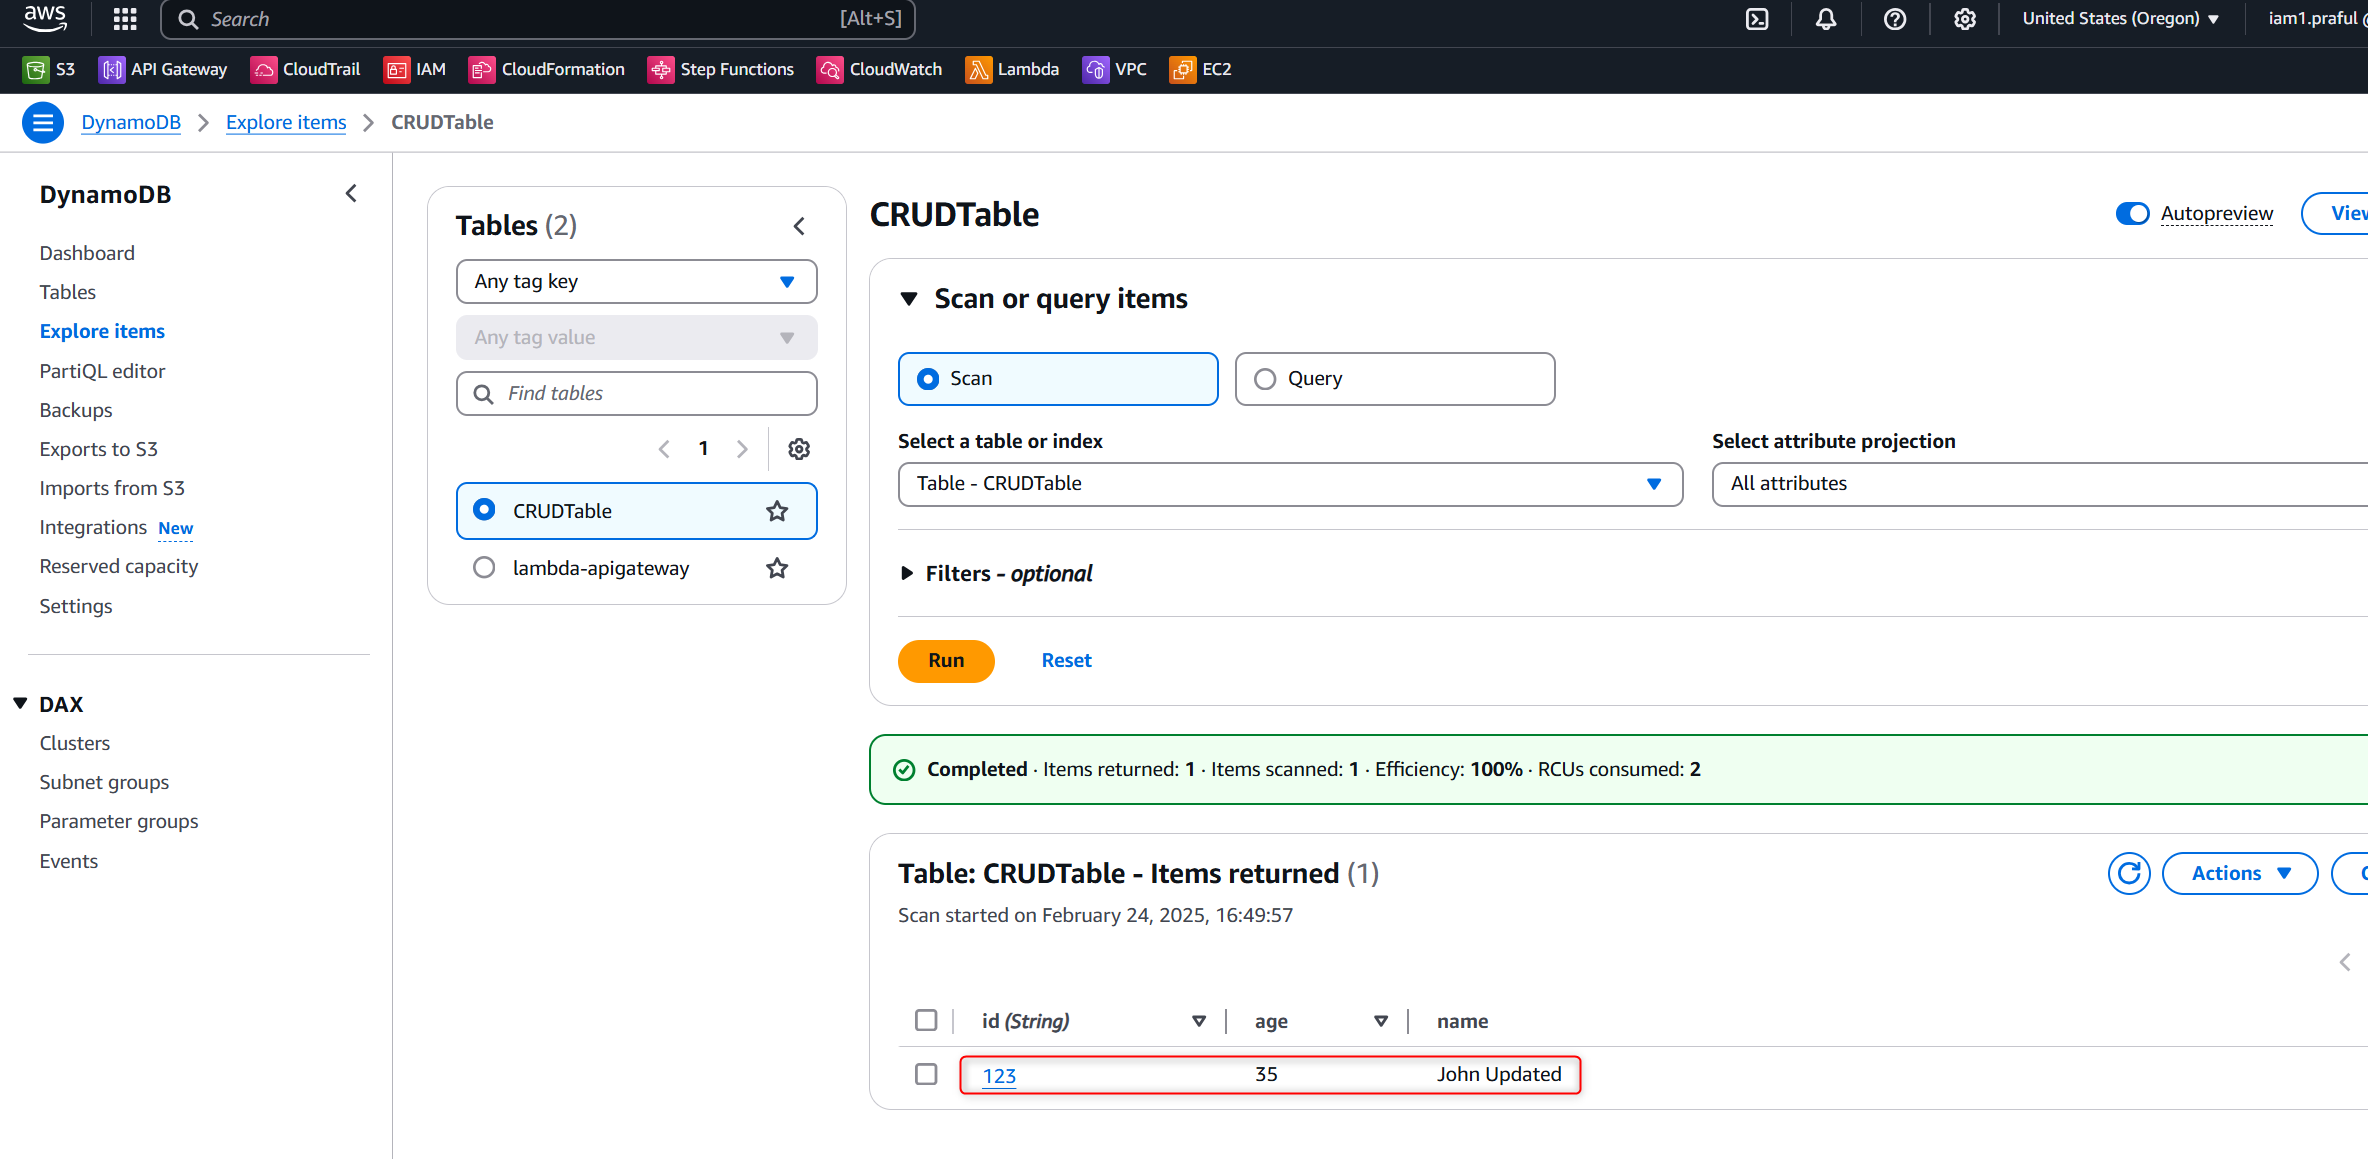 aws
Search [Alt+S]
United States (Oregon) iam1.praful @
S3 API Gateway CloudTrail IAM CloudFormation Step Functions CloudWatch Lambda VPC EC2
DynamoDB Explore items CRUDTable
DynamoDB
Dashboard
Tables
Explore items
PartiQL editor
Backups
Exports to S3
Imports from S3
Integrations New
Reserved capacity
Settings
DAX
Clusters
Subnet groups
Parameter groups
Events
Tables (2)
Any tag key
Any tag value
Find tables
1
CRUDTable
lambda-apigateway
CRUDTable
Autopreview
View
Scan or query items
Scan
Query
Select a table or index
Table - CRUDTable
Select attribute projection
All attributes
Filters - optional
Run Reset
Completed · Items returned: 1 · Items scanned: 1 · Efficiency: 100% · RCUs consumed: 2
Table: CRUDTable - Items returned (1)
Actions
Scan started on February 24, 2025, 16:49:57
id (String) age name
123 35 John Updated